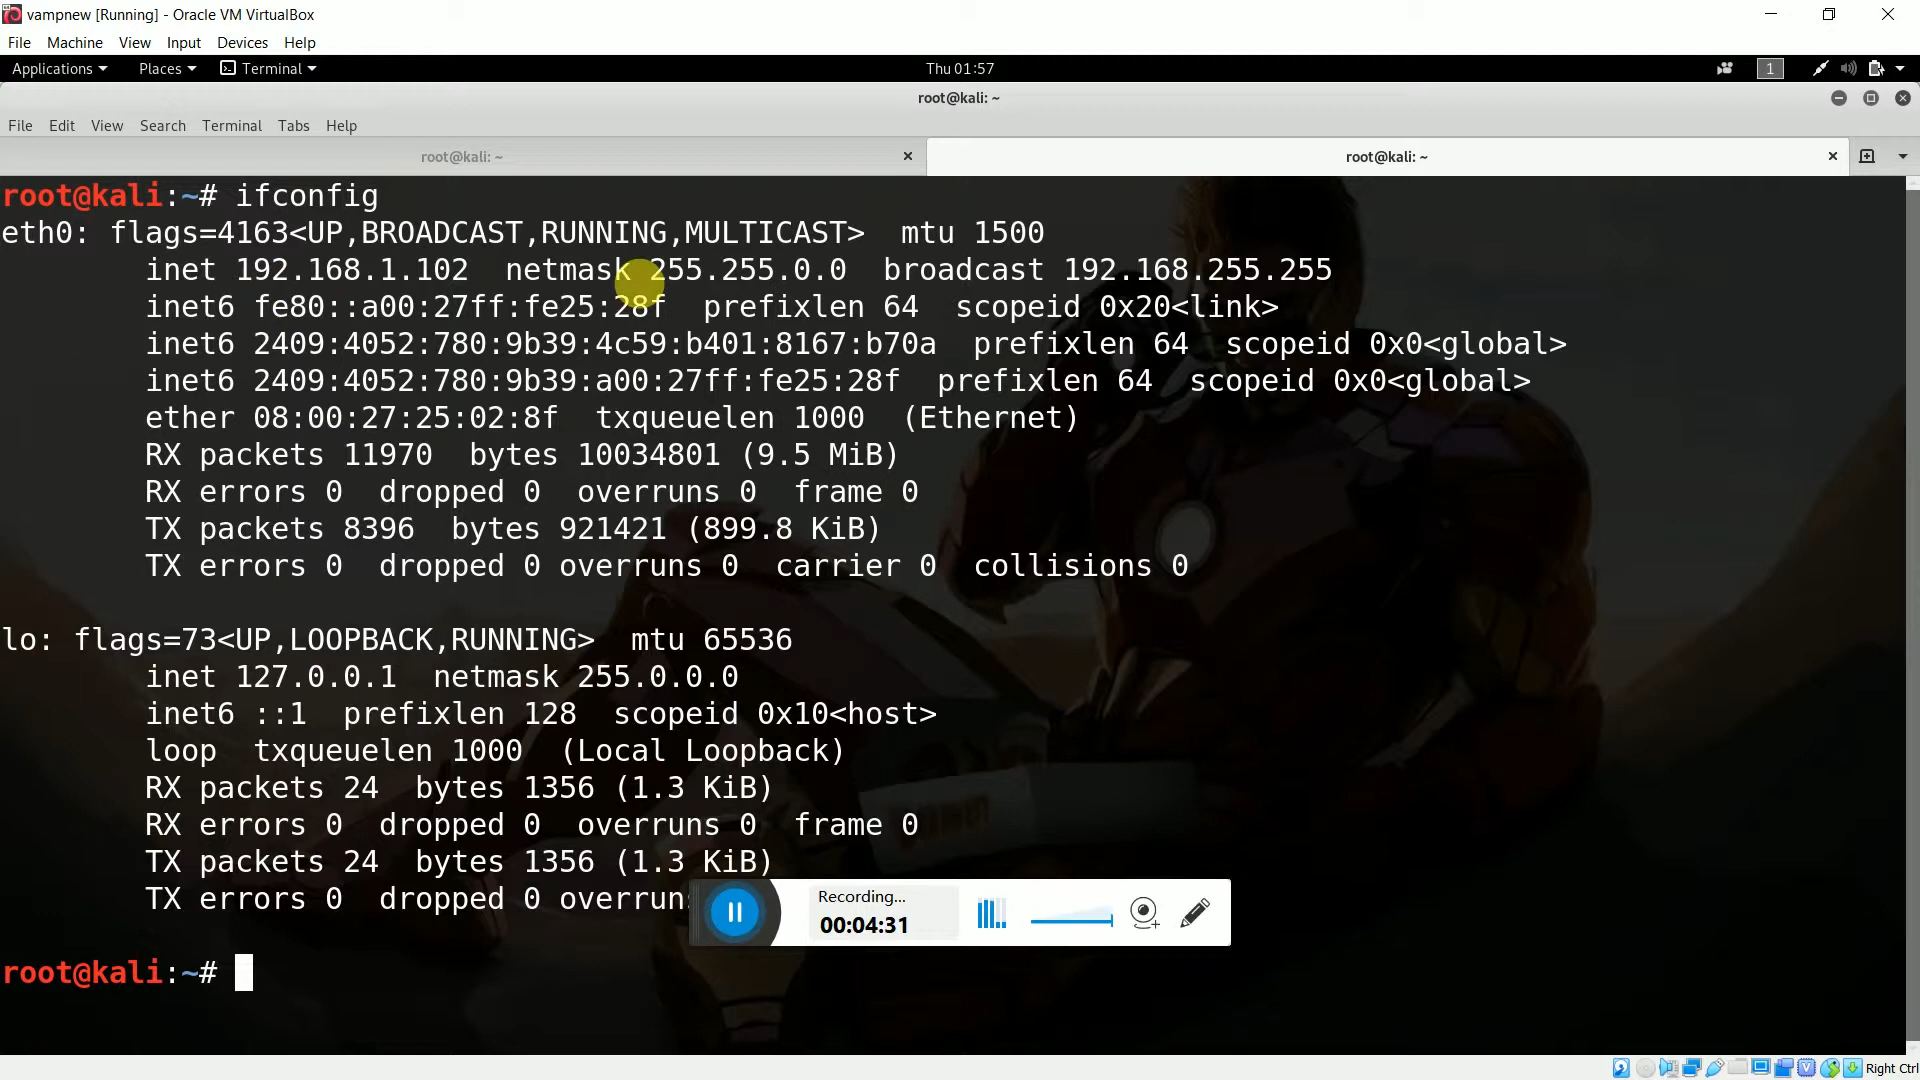 vampnew [Running] - Oracle VM VirtualBox
File Machine View Input Devices Help
Applications Places Terminal Thu 01:57 1
root@kali: ~
File Edit View Search Terminal Tabs Help
root@kali: ~ root@kali: ~
root@kali:~# ifconfig
eth0: flags=4163<UP,BROADCAST,RUNNING,MULTICAST>  mtu 1500
        inet 192.168.1.102  netmask 255.255.0.0  broadcast 192.168.255.255
        inet6 fe80::a00:27ff:fe25:28f  prefixlen 64  scopeid 0x20<link>
        inet6 2409:4052:780:9b39:4c59:b401:8167:b70a  prefixlen 64  scopeid 0x0<global>
        inet6 2409:4052:780:9b39:a00:27ff:fe25:28f  prefixlen 64  scopeid 0x0<global>
        ether 08:00:27:25:02:8f  txqueuelen 1000  (Ethernet)
        RX packets 11970  bytes 10034801 (9.5 MiB)
        RX errors 0  dropped 0  overruns 0  frame 0
        TX packets 8396  bytes 921421 (899.8 KiB)
        TX errors 0  dropped 0 overruns 0  carrier 0  collisions 0
lo: flags=73<UP,LOOPBACK,RUNNING>  mtu 65536
        inet 127.0.0.1  netmask 255.0.0.0
        inet6 ::1  prefixlen 128  scopeid 0x10<host>
        loop  txqueuelen 1000  (Local Loopback)
        RX packets 24  bytes 1356 (1.3 KiB)
        RX errors 0  dropped 0  overruns 0  frame 0
        TX packets 24  bytes 1356 (1.3 KiB)
        TX errors 0  dropped 0 overruns
Recording...
00:04:31
root@kali:~#
Right Ctrl